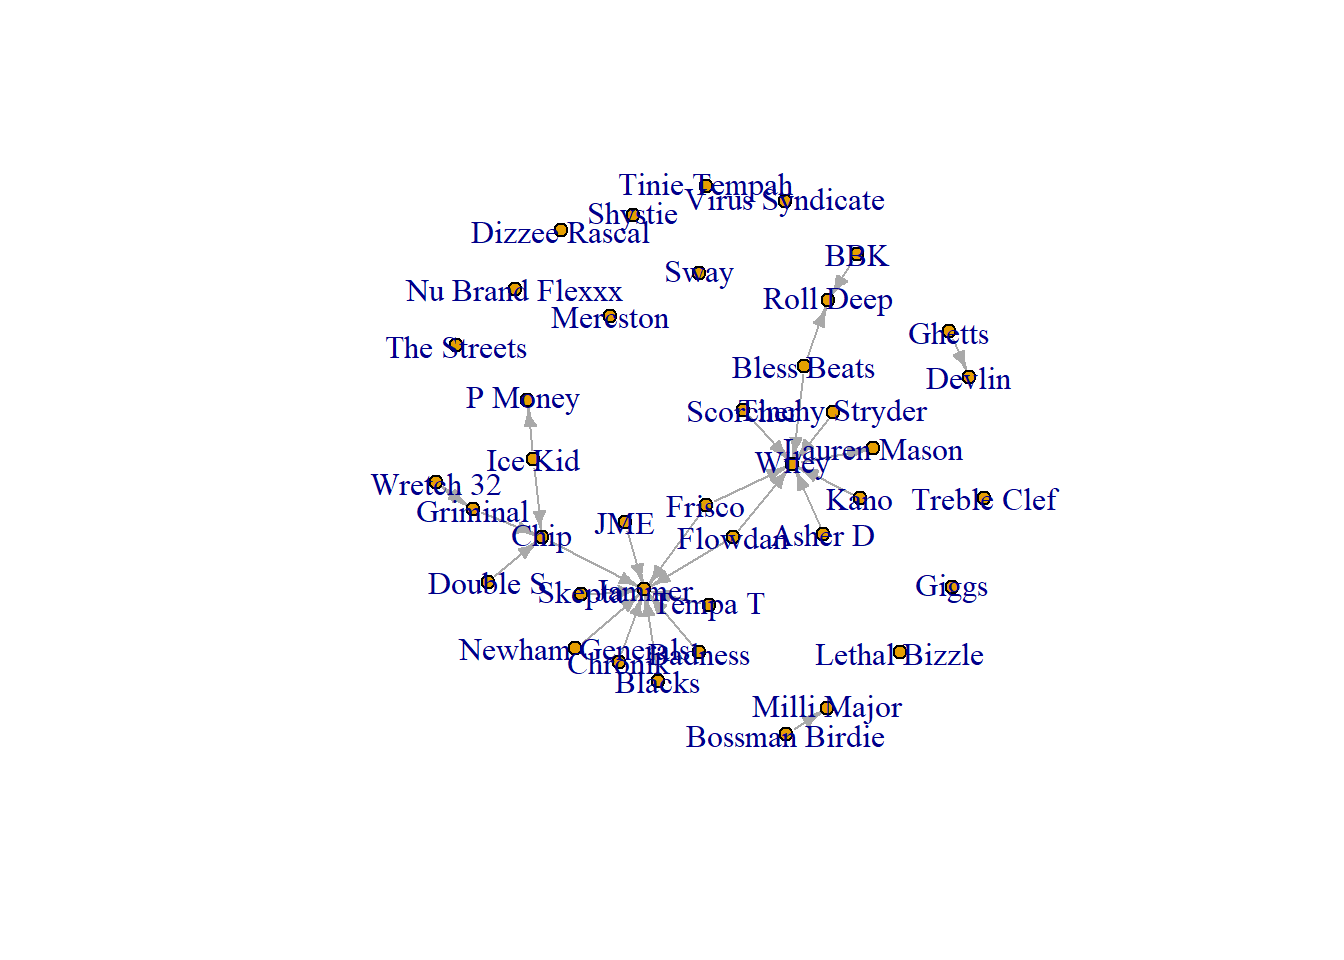 Tinie Tempah
Virus Syndicate
Shystie
Dizzee Rascal
BBK
Sway
Nu Brand Flexxx
Roll Deep
Mereston
Ghetts
The Streets
Bless Beats
Devlin
P Money
Scorcher
Tinchy Stryder
Lauren Mason
Ice Kid
Wiley
Wretch 32
Kano
Treble Clef
Frisco
Griminal
JME
Chip
Flowdan
Asher D
Double S
Giggs
Skepta
Jammer
Tempa T
Newham Generals
Badness
Lethal Bizzle
Chronik
Blacks
Milli Major
Bossman Birdie